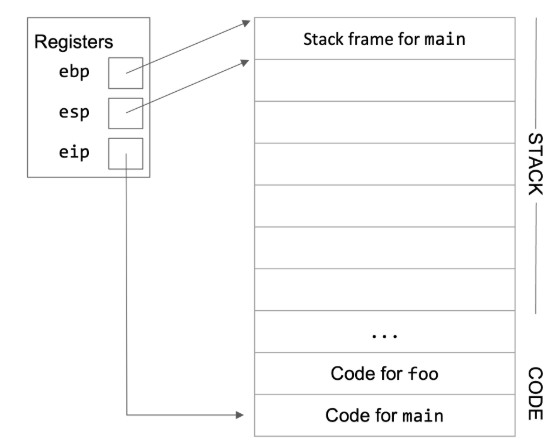 Registers
ebp
esp
eip
Stack frame for main
...
Code for foo
Code for main
STACK
CODE